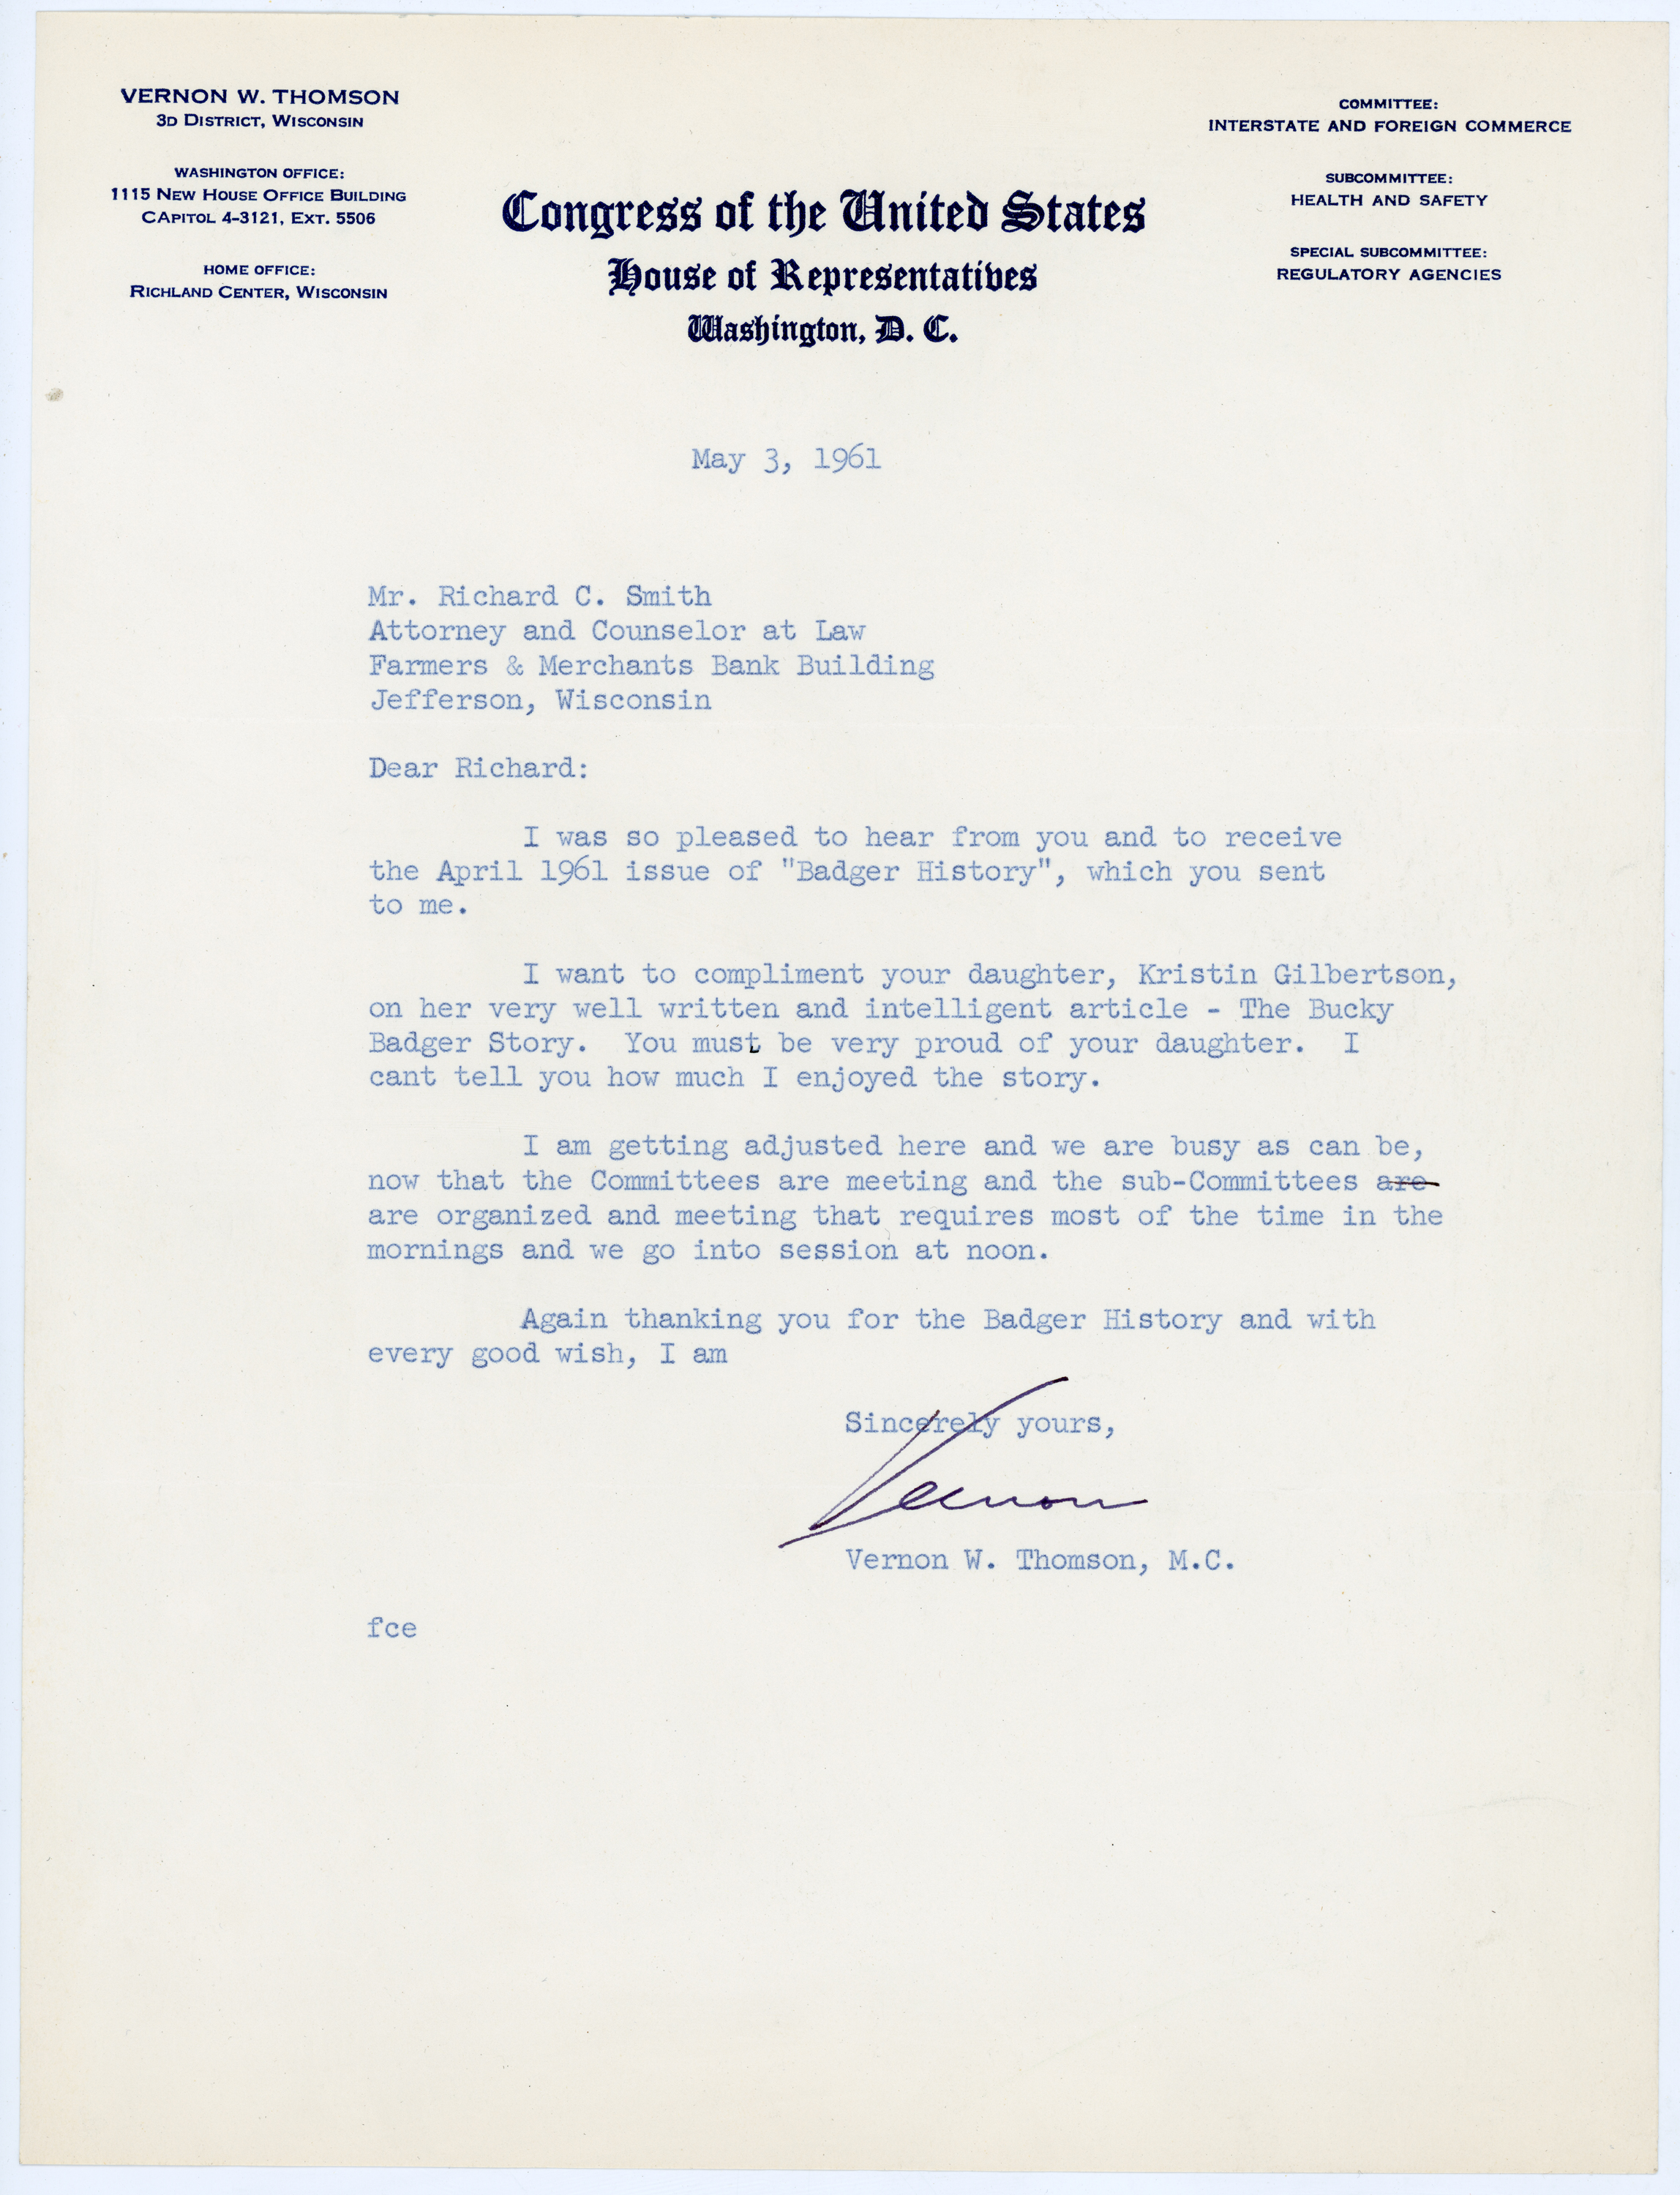 VERNON W. THOMSON
3D DISTRICT, WISCONSIN
WASHINGTON OFFICE:
1115 NEW HOUSE OFFICE BUILDING
CAPITOL 4-3121, EXT. 5506
HOME OFFICE:
RICHLAND CENTER, WISCONSIN
COMMITTEE:
INTERSTATE AND FOREIGN COMMERCE
SUBCOMMITTEE:
HEALTH AND SAFETY
SPECIAL SUBCOMMITTEE:
REGULATORY AGENCIES
Congress of the United States
House of Representatives
Washington, D. C.
May 3, 1961
Mr. Richard C. Smith
Attorney and Counselor at Law
Farmers & Merchants Bank Building
Jefferson, Wisconsin
Dear Richard:
I was so pleased to hear from you and to receive
the April 1961 issue of "Badger History", which you sent
to me.
I want to compliment your daughter, Kristin Gilbertson,
on her very well written and intelligent article - The Bucky
Badger Story. You must be very proud of your daughter. I
cant tell you how much I enjoyed the story.
I am getting adjusted here and we are busy as can be,
now that the Committees are meeting and the sub-Committees are
are organized and meeting that requires most of the time in the
mornings and we go into session at noon.
Again thanking you for the Badger History and with
every good wish, I am
Sincerely yours,
Vernon
Vernon W. Thomson, M.C.
fce